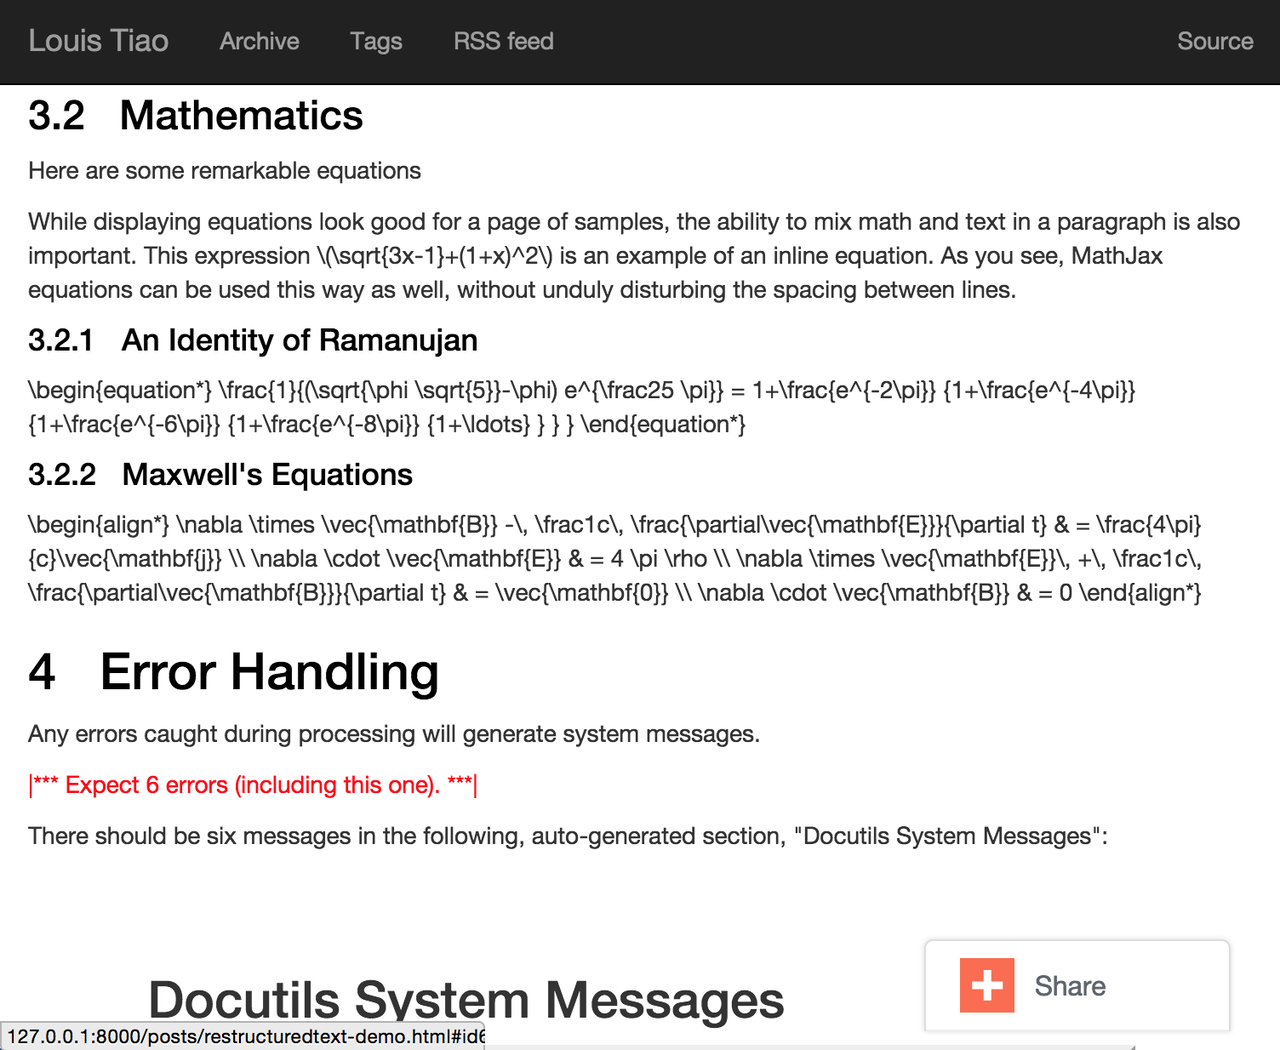 Louis Tiao Archive Tags RSS feed Source
3.2 Mathematics
Here are some remarkable equations
While displaying equations look good for a page of samples, the ability to mix math and text in a paragraph is also
important. This expression \(\sqrt{3x-1}+(1+x)^2\) is an example of an inline equation. As you see, MathJax
equations can be used this way as well, without unduly disturbing the spacing between lines.
3.2.1 An Identity of Ramanujan
\begin{equation*} \frac{1}{(\sqrt{\phi \sqrt{5}}-\phi) e^{\frac25 \pi}} = 1+\frac{e^{-2\pi}} {1+\frac{e^{-4\pi}}
{1+\frac{e^{-6\pi}} {1+\frac{e^{-8\pi}} {1+\ldots} } } } \end{equation*}
3.2.2 Maxwell's Equations
\begin{align*} \nabla \times \vec{\mathbf{B}} -\, \frac1c\, \frac{\partial\vec{\mathbf{E}}}{\partial t} & = \frac{4\pi}
{c}\vec{\mathbf{j}} \\ \nabla \cdot \vec{\mathbf{E}} & = 4 \pi \rho \\ \nabla \times \vec{\mathbf{E}}\, +\, \frac1c\,
\frac{\partial\vec{\mathbf{B}}}{\partial t} & = \vec{\mathbf{0}} \\ \nabla \cdot \vec{\mathbf{B}} & = 0 \end{align*}
4 Error Handling
Any errors caught during processing will generate system messages.
|*** Expect 6 errors (including this one). ***|
There should be six messages in the following, auto-generated section, "Docutils System Messages":
Share
Docutils System Messages
127.0.0.1:8000/posts/restructuredtext-demo.html#id6